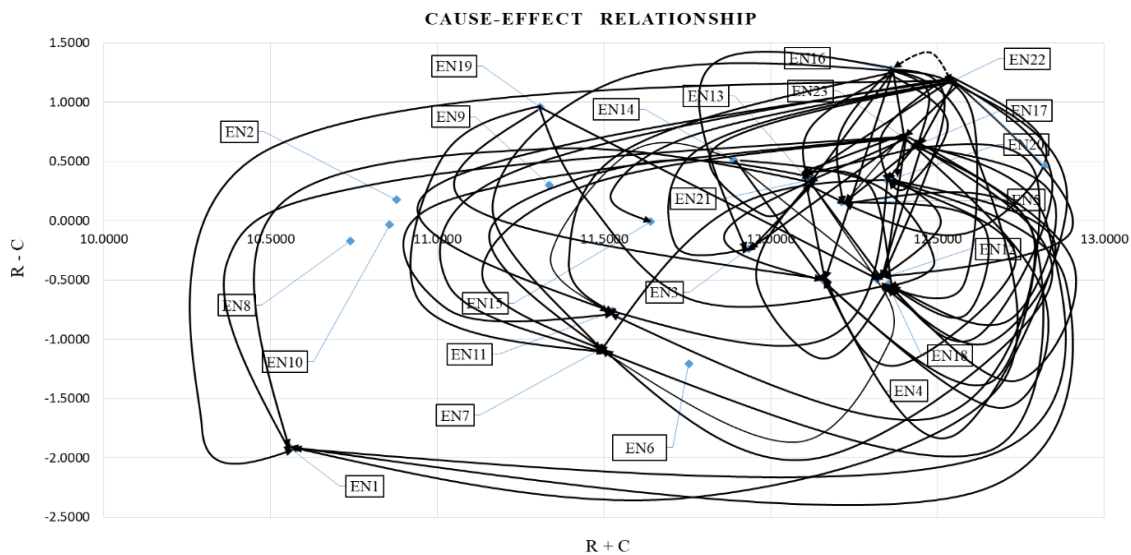 CAUSE-EFFECT RELATIONSHIP
1.5000
EN19
EN16
EN22
1.0000
EN14
EN13
EN23
EN17
EN9
EN2
0.5000
EN20
EN21
EN5
0.0000
10.0000
10.5000
11.0000
11.5000
12.0000
12.5000
13.0000
R - C
-0.5000
EN8
EN15
EN3
-1.0000
EN10
EN11
EN18
EN4
-1.5000
EN7
EN6
-2.0000
EN1
-2.5000
R + C